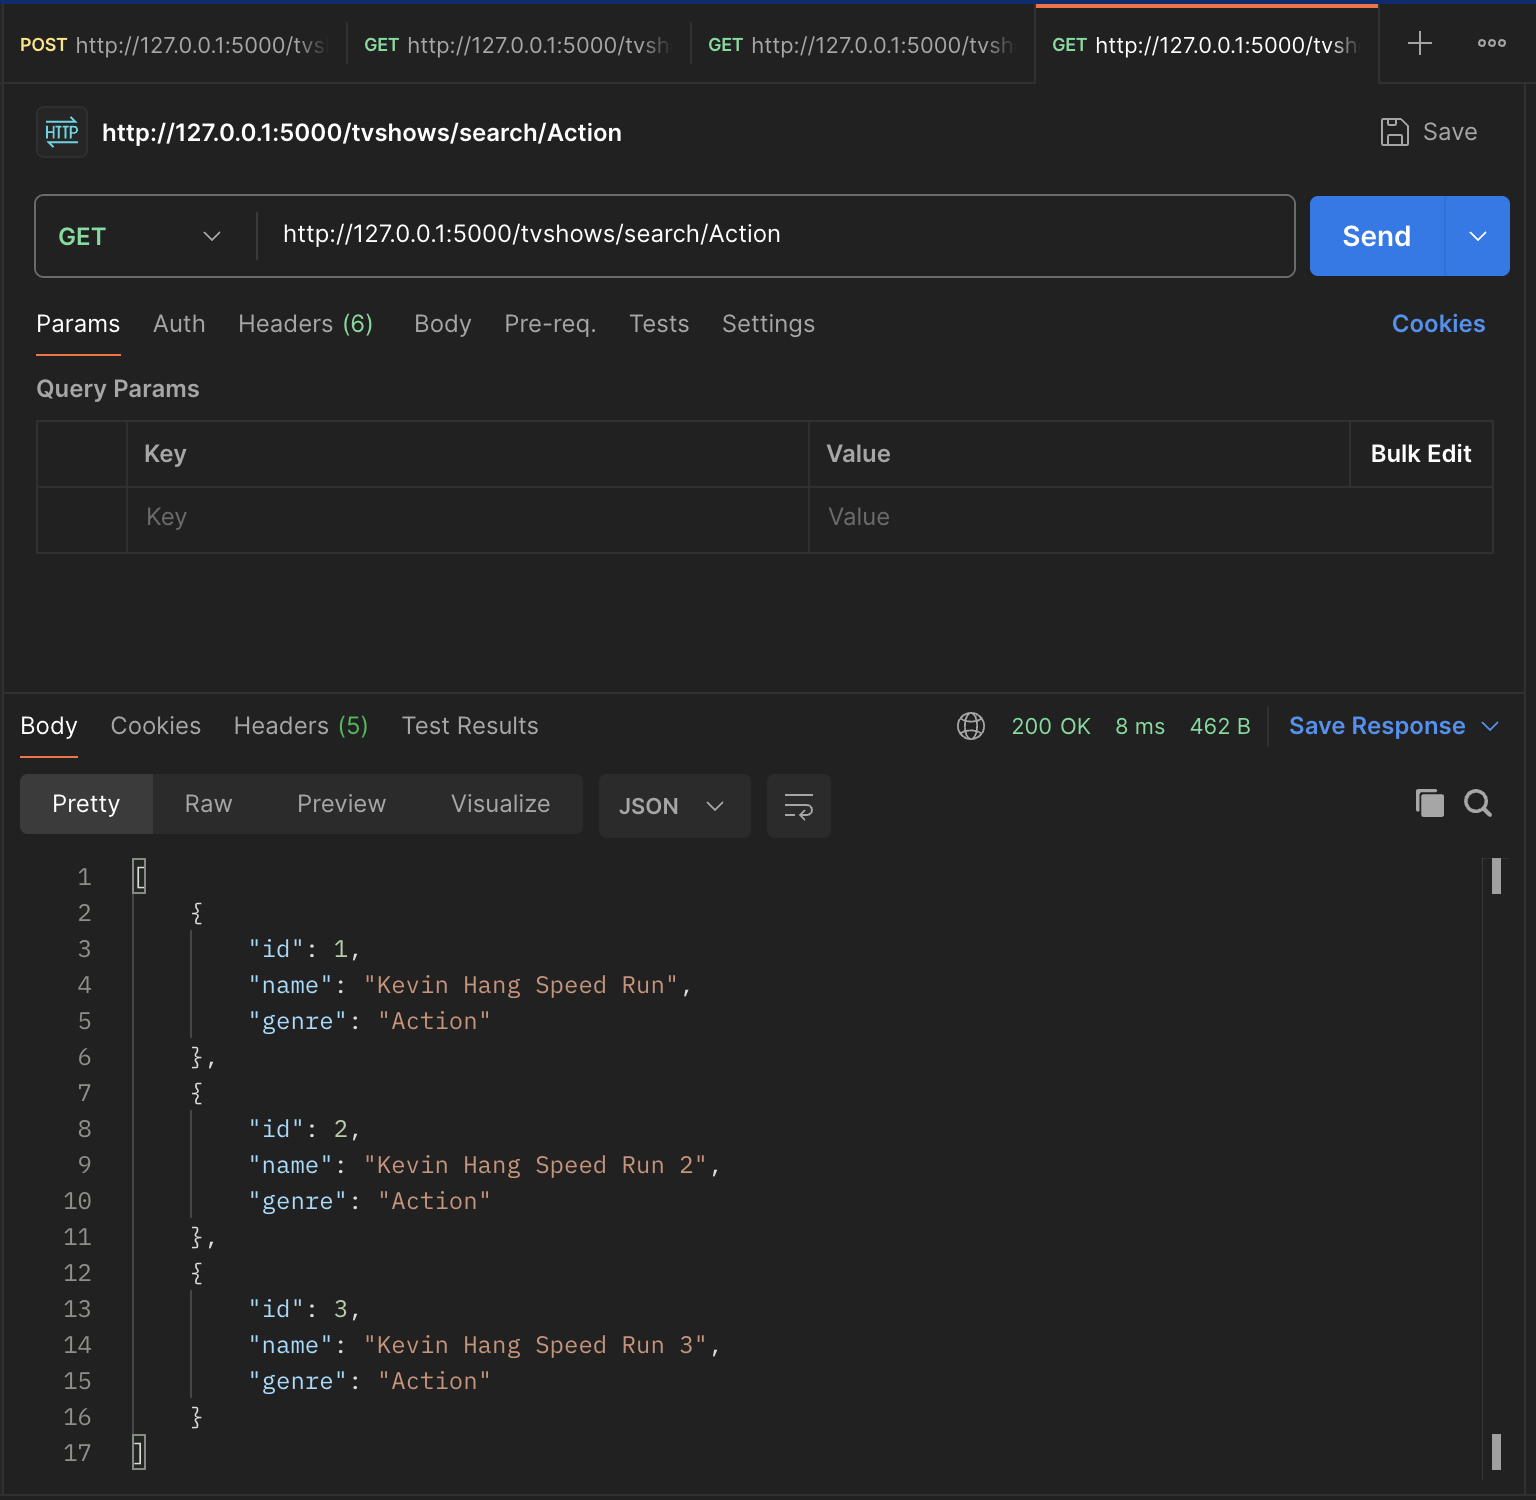 POST http://127.0.0.1:5000/tvs GET http://127.0.0.1:5000/tvsh GET http://127.0.0.1:5000/tvsh GET http://127.0.0.1:5000/tvsh
HTTP http://127.0.0.1:5000/tvshows/search/Action Save
GET http://127.0.0.1:5000/tvshows/search/Action Send
Params Auth Headers (6) Body Pre-req. Tests Settings Cookies
Query Params
Key Value Bulk Edit
Key Value
Body Cookies Headers (5) Test Results 200 OK 8 ms 462 B Save Response
Pretty Raw Preview Visualize JSON
1 [
2 {
3 "id": 1,
4 "name": "Kevin Hang Speed Run",
5 "genre": "Action"
6 },
7 {
8 "id": 2,
9 "name": "Kevin Hang Speed Run 2",
10 "genre": "Action"
11 },
12 {
13 "id": 3,
14 "name": "Kevin Hang Speed Run 3",
15 "genre": "Action"
16 }
17 ]